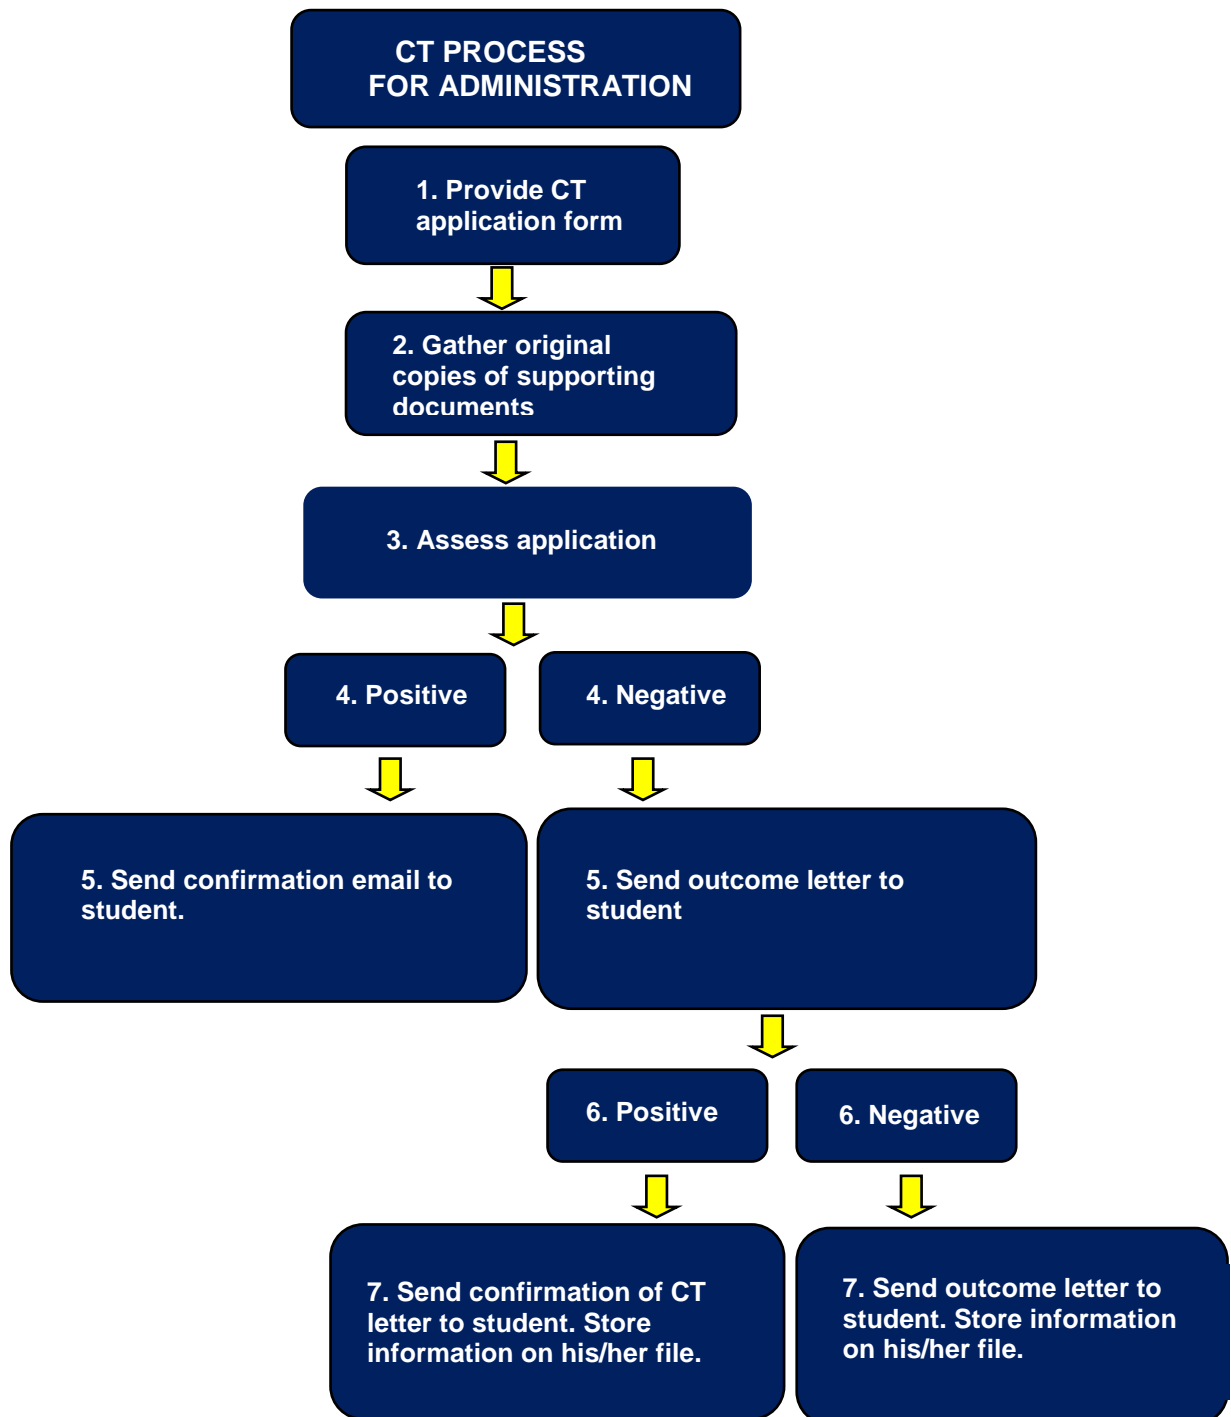 CT PROCESS
FOR ADMINISTRATION
1. Provide CT
application form
2. Gather original
copies of supporting
documents
3. Assess application
4. Positive
4. Negative
5. Send confirmation email to
student.
5. Send outcome letter to
student
6. Positive
6. Negative
7. Send confirmation of CT
letter to student. Store
information on his/her file.
7. Send outcome letter to
student. Store information
on his/her file.